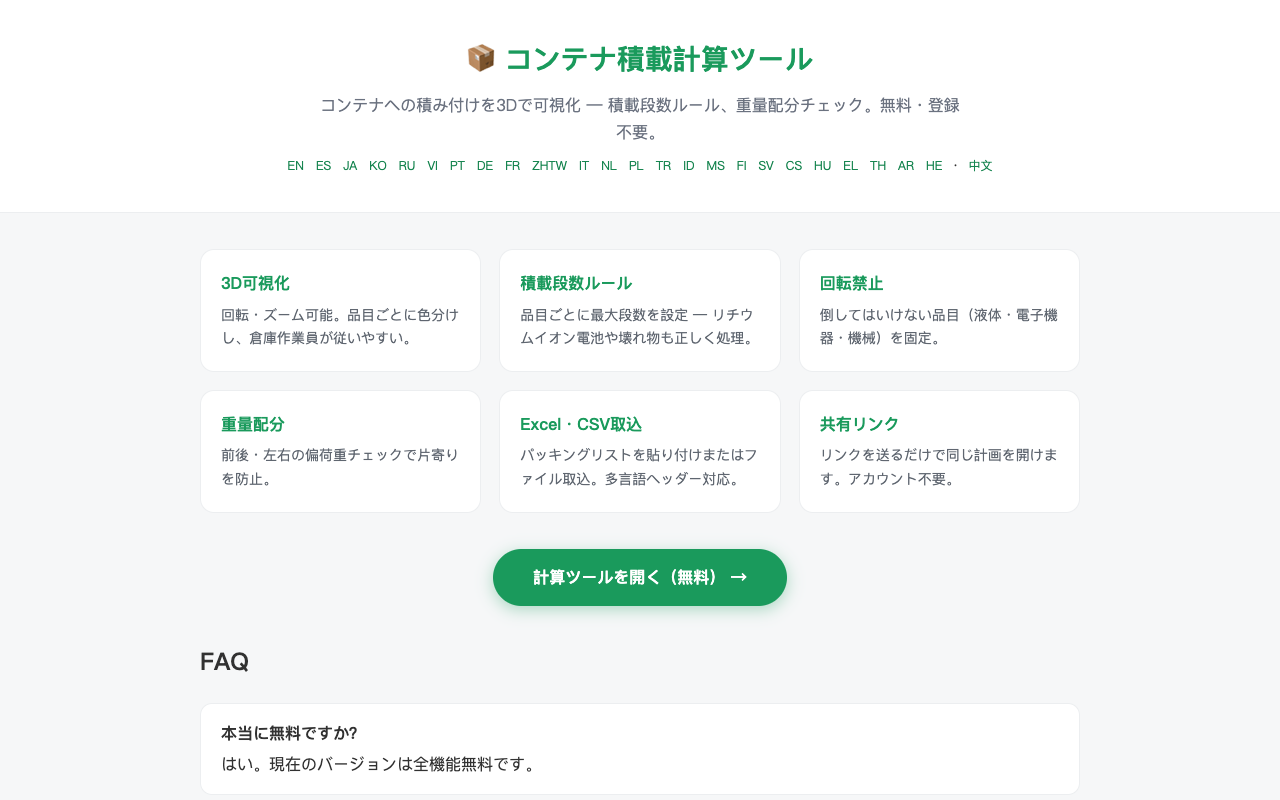 📦 コンテナ積載計算ツール
コンテナへの積み付けを3Dで可視化 — 積載段数ルール、重量配分チェック。無料・登録
不要。
EN ES JA KO RU VI PT DE FR ZHTW IT NL PL TR ID MS FI SV CS HU EL TH AR HE · 中文
3D可視化
回転・ズーム可能。品目ごとに色分け
し、倉庫作業員が従いやすい。
積載段数ルール
品目ごとに最大段数を設定 — リチウ
ムイオン電池や壊れ物も正しく処理。
回転禁止
倒してはいけない品目（液体・電子機
器・機械）を固定。
重量配分
前後・左右の偏荷重チェックで片寄り
を防止。
Excel・CSV取込
パッキングリストを貼り付けまたはフ
ァイル取込。多言語ヘッダー対応。
共有リンク
リンクを送るだけで同じ計画を開けま
す。アカウント不要。
計算ツールを開く（無料） →
FAQ
本当に無料ですか?
はい。現在のバージョンは全機能無料です。